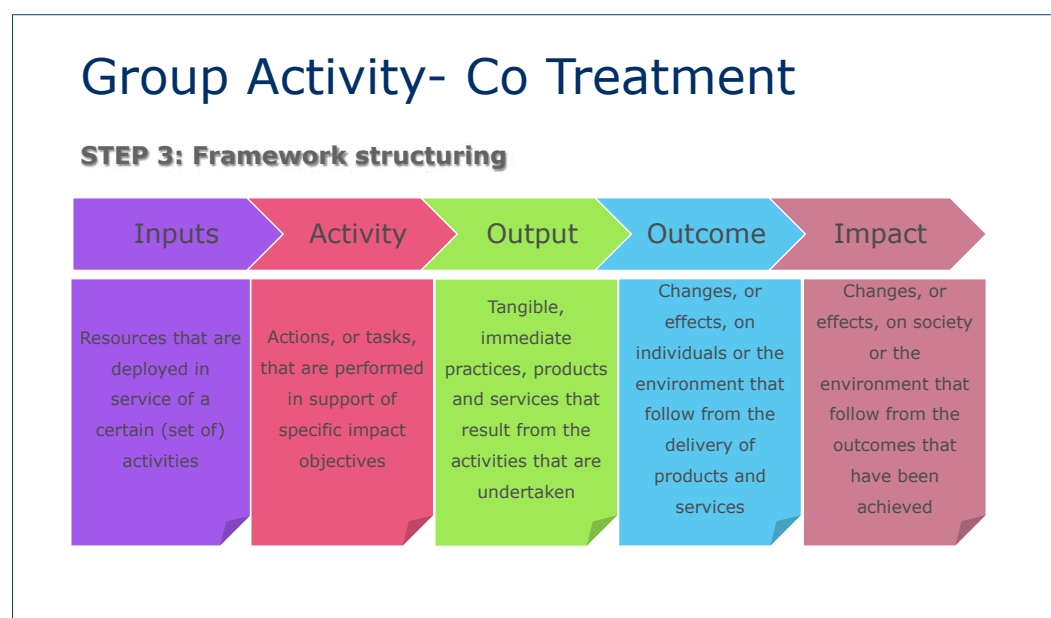 Group Activity- Co Treatment
STEP 3: Framework structuring
Inputs
Activity
Output
Outcome
Impact
Resources that are
deployed in
service of a
certain (set of)
activities
Actions, or tasks,
that are performed
in support of
specific impact
objectives
Tangible,
immediate
practices, products
and services that
result from the
activities that are
undertaken
Changes, or
effects, on
individuals or the
environment that
follow from the
delivery of
products and
services
Changes, or
effects, on society
or the
environment that
follow from the
outcomes that
have been
achieved